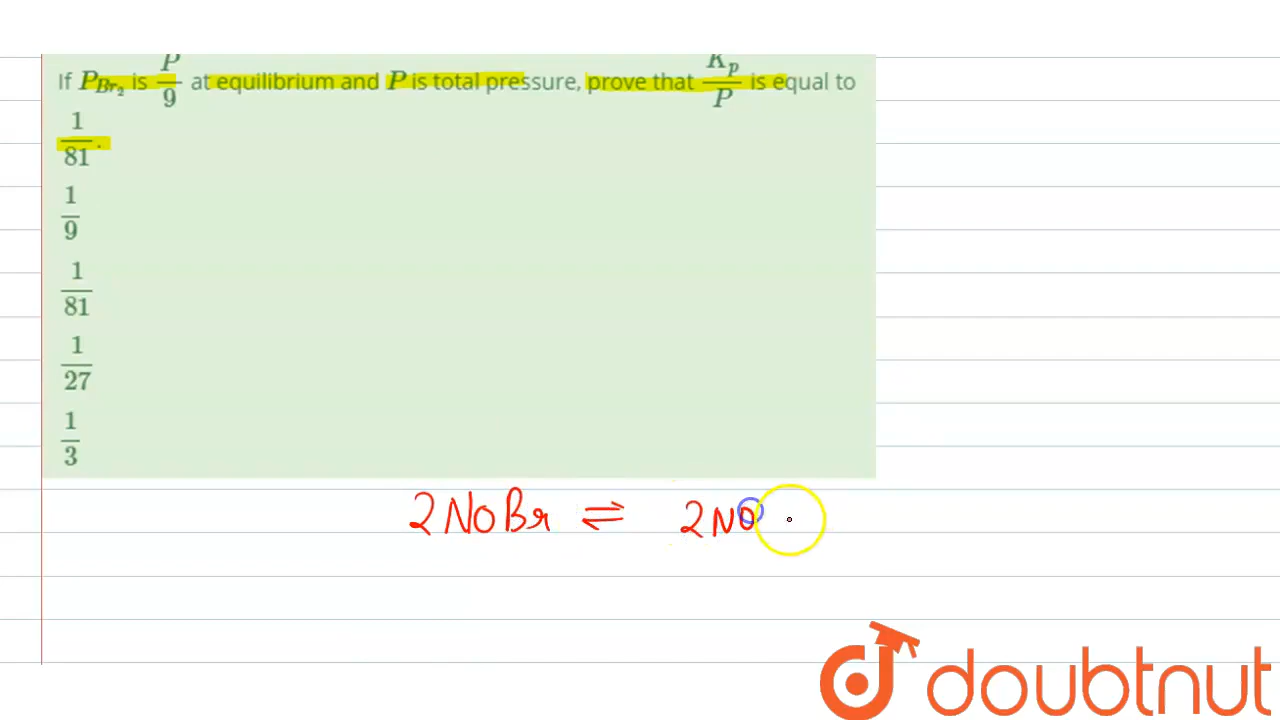 If P_{Br_2} is P/9 at equilibrium and P is total pressure, prove that K_p/P is equal to
1/81.
1/9
1/81
1/27
1/3
2NOBr ⇌ 2NO
doubtnut